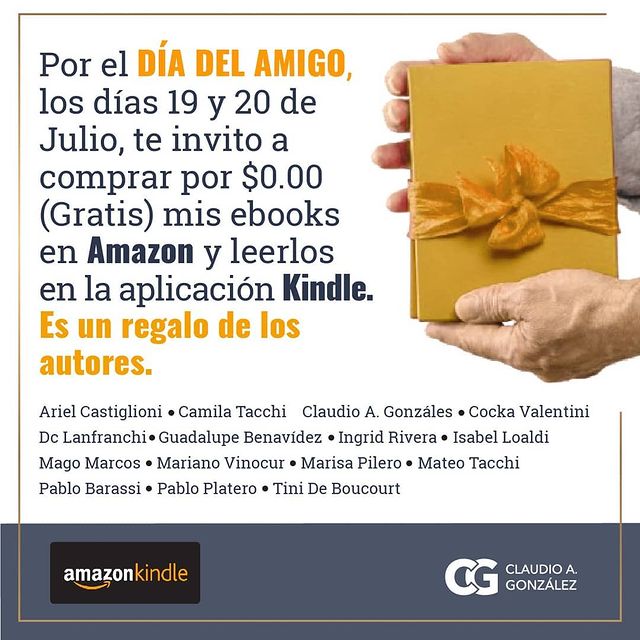 Por el DÍA DEL AMIGO,
los días 19 y 20 de
Julio, te invito a
comprar por $0.00
(Gratis) mis ebooks
en Amazon y leerlos
en la aplicación Kindle.
Es un regalo de los
autores.
Ariel Castiglioni • Camila Tacchi Claudio A. Gonzáles • Cocka Valentini
Dc Lanfranchi • Guadalupe Benavídez • Ingrid Rivera • Isabel Loaldi
Mago Marcos • Mariano Vinocur • Marisa Pilero • Mateo Tacchi
Pablo Barassi • Pablo Platero • Tini De Boucourt
amazonkindle
CG CLAUDIO A.
GONZÁLEZ